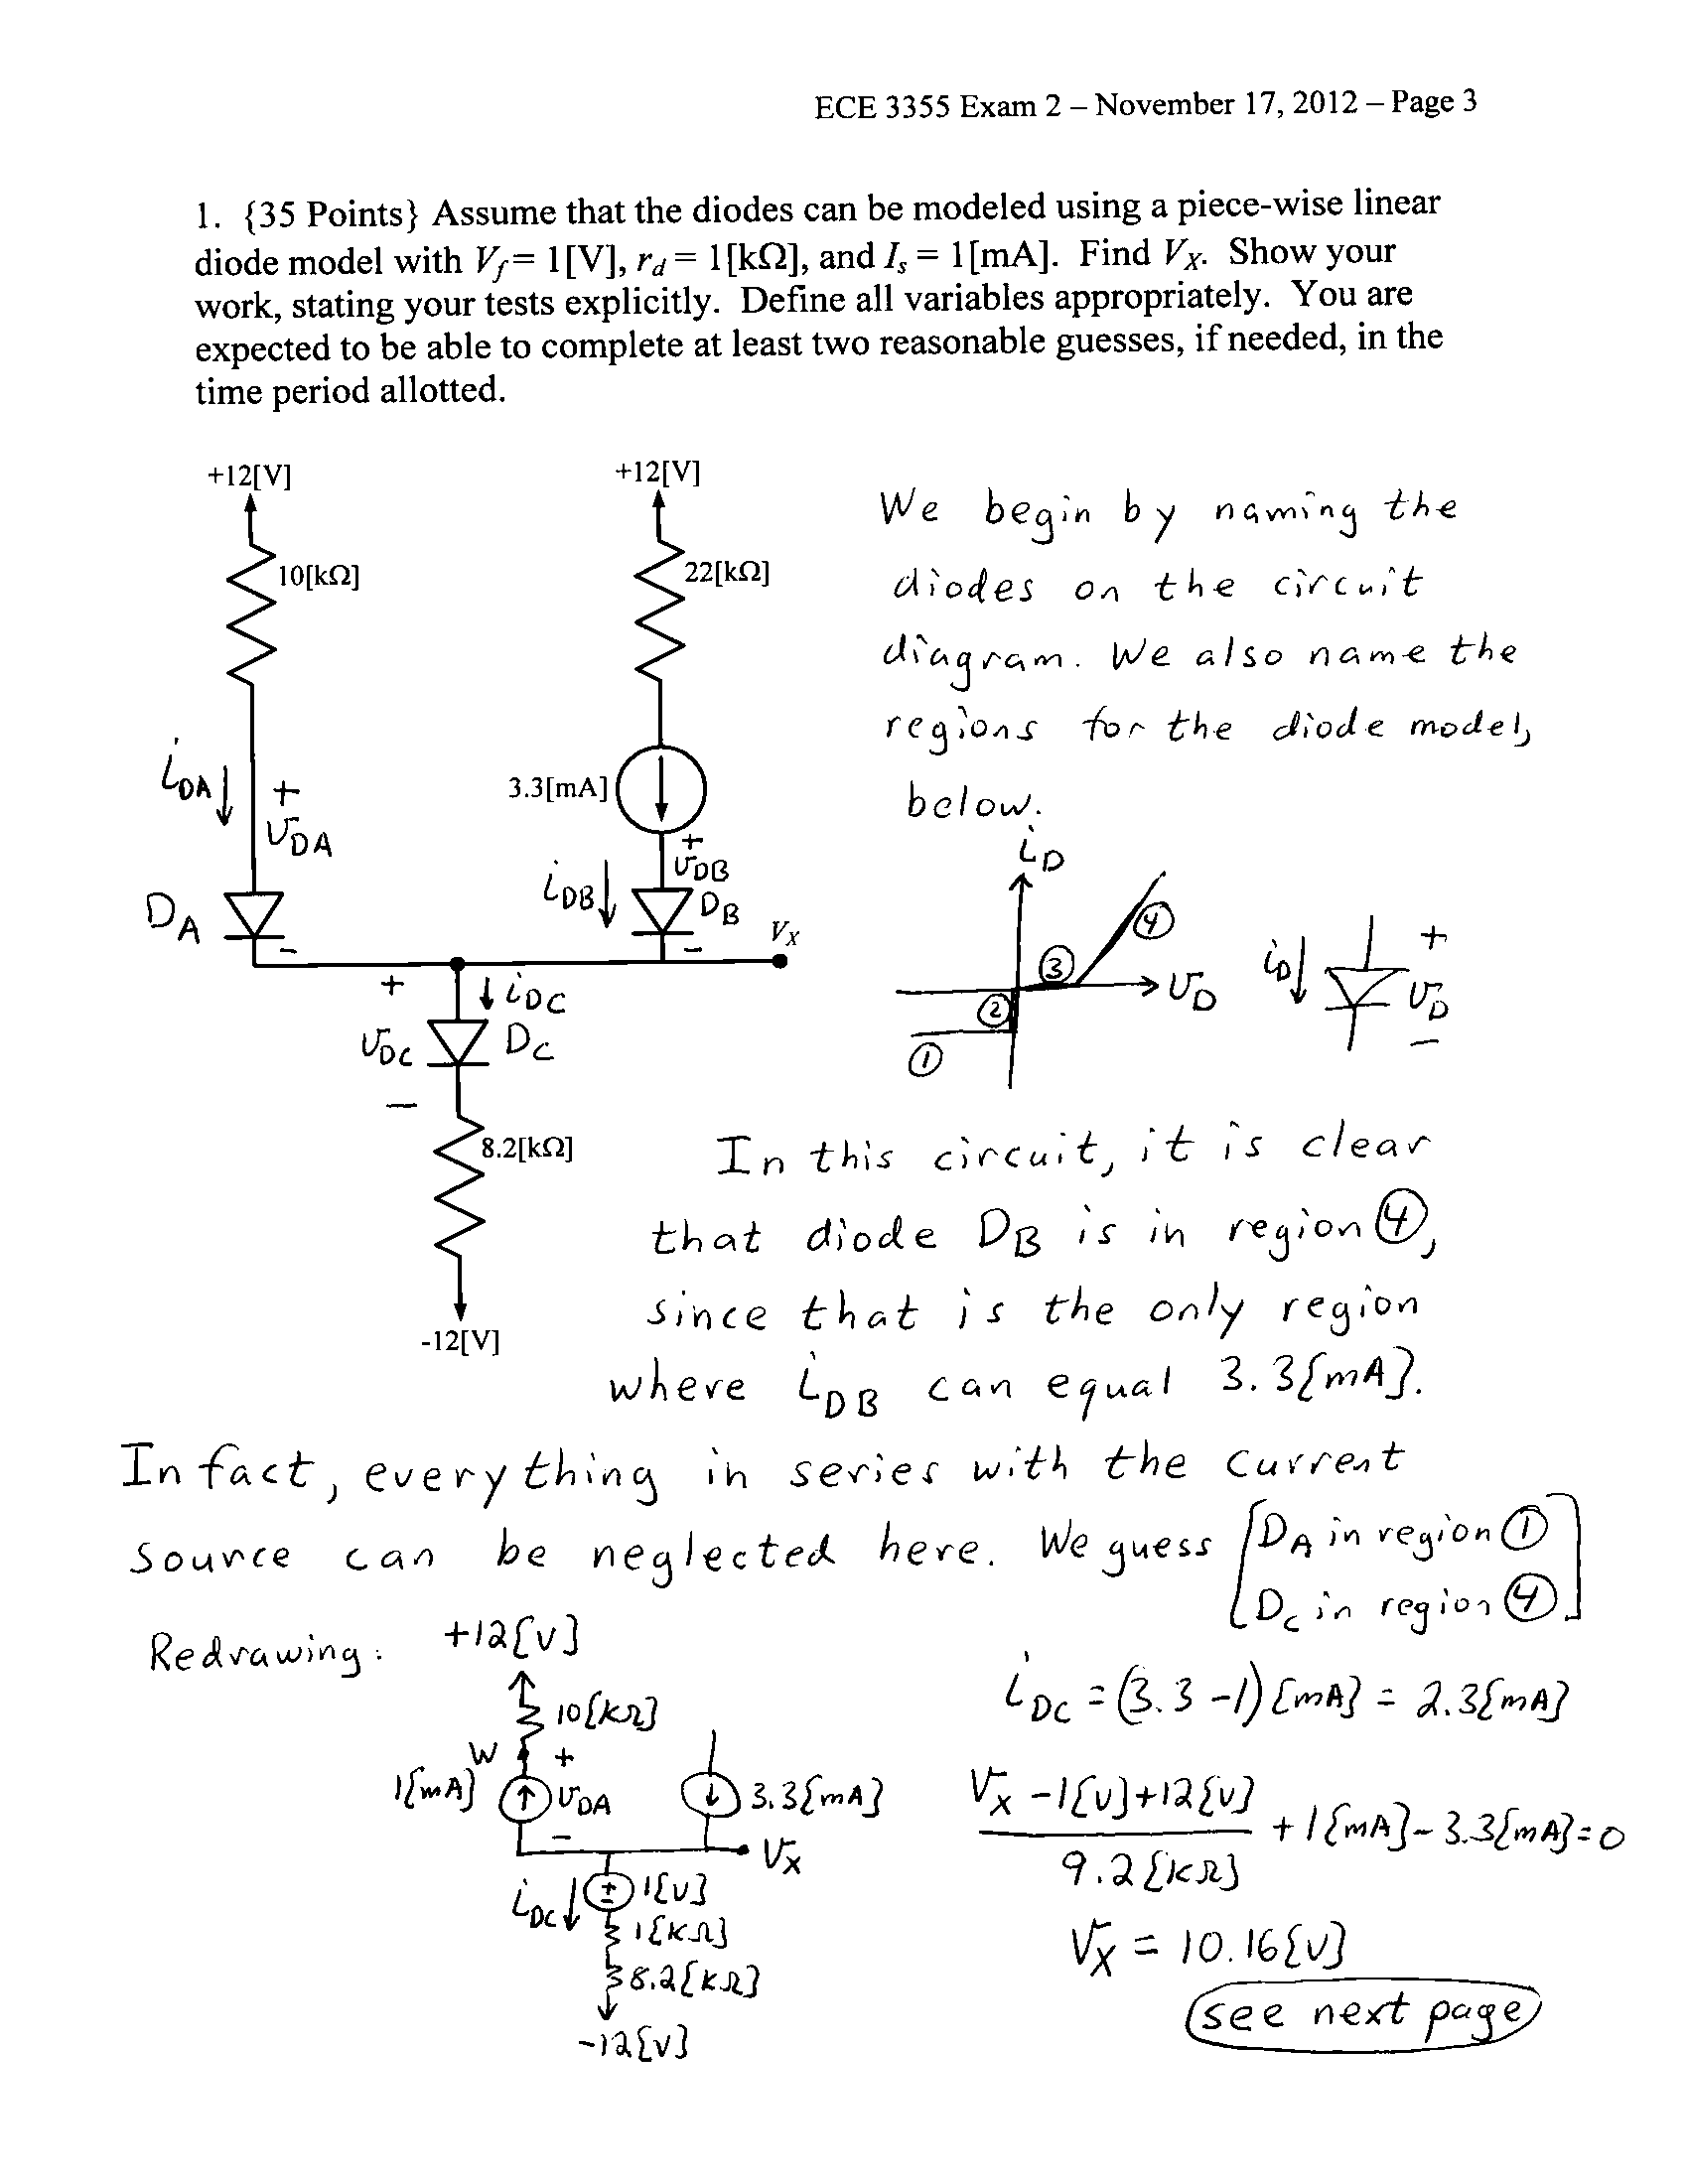 ECE 3355 Exam 2 – November 17, 2012 – Page 3
1. {35 Points} Assume that the diodes can be modeled using a piece-wise linear
diode model with Vf = 1[V], rd = 1[kΩ], and Is = 1[mA]. Find VX. Show your
work, stating your tests explicitly. Define all variables appropriately. You are
expected to be able to complete at least two reasonable guesses, if needed, in the
time period allotted.
+12[V]
+12[V]
10[kΩ]
22[kΩ]
We begin by naming the
diodes on the circuit
diagram. We also name the
regions for the diode model,
below.
iDA
+
vDA
3.3[mA]
+
vDB
iDB
DA
-
DB
-
VX
iD
④
③
②
①
vD
iD
+
vD
-
+
iDC
vDC
DC
-
8.2[kΩ]
-12[V]
In this circuit, it is clear
that diode DB is in region ④,
since that is the only region
where iDB can equal 3.3[mA].
In fact, everything in series with the current
source can be neglected here. We guess [DA in region ①
DC in region ④]
Redrawing:
+12[V]
10[kΩ]
W
+
1[mA]
vDA
-
3.3[mA]
VX
iDC
+
-
1[V]
1[kΩ]
8.2[kΩ]
-12[V]
iDC = (3.3 - 1)[mA] = 2.3[mA]
VX - 1[V] + 12[V]
9.2[kΩ]
+ 1[mA] - 3.3[mA] = 0
VX = 10.16[V]
see next page